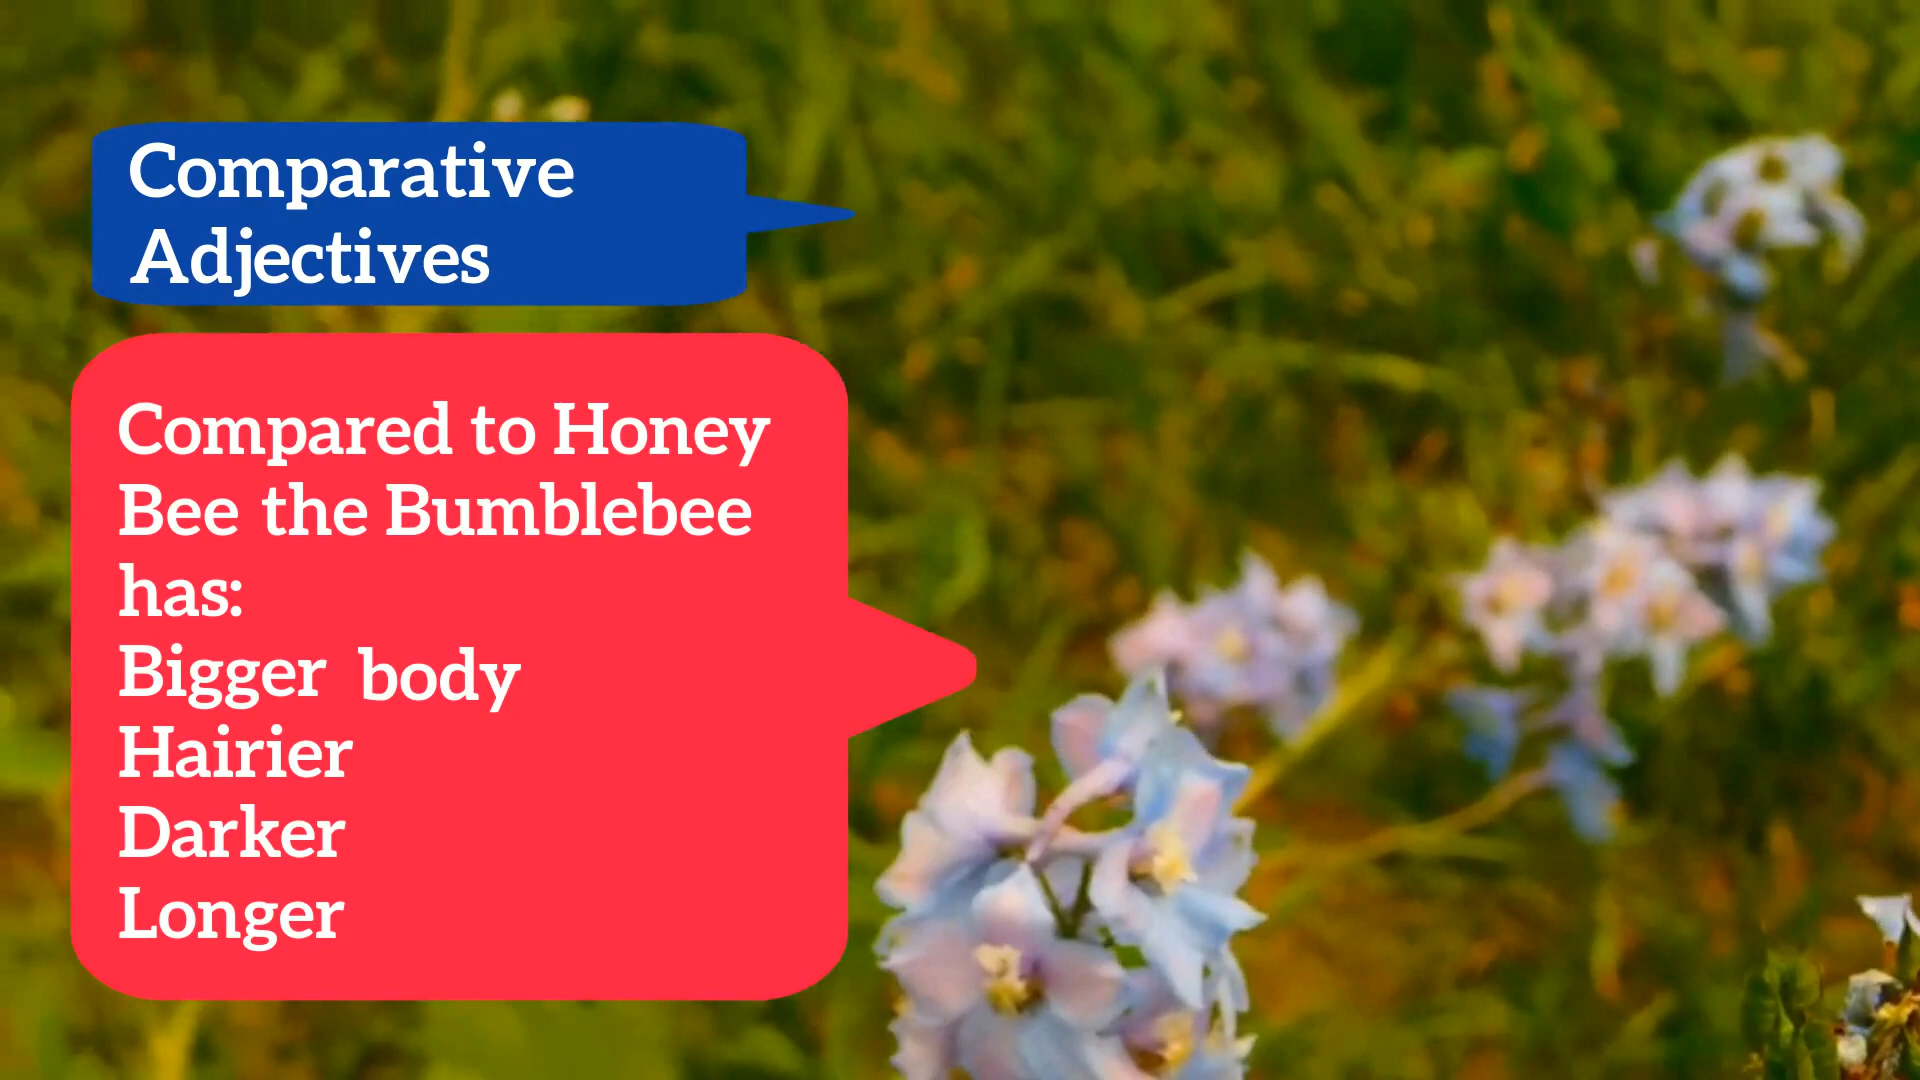 Comparative
Adjectives
Compared to Honey
Bee the Bumblebee
has:
Bigger body
Hairier
Darker
Longer